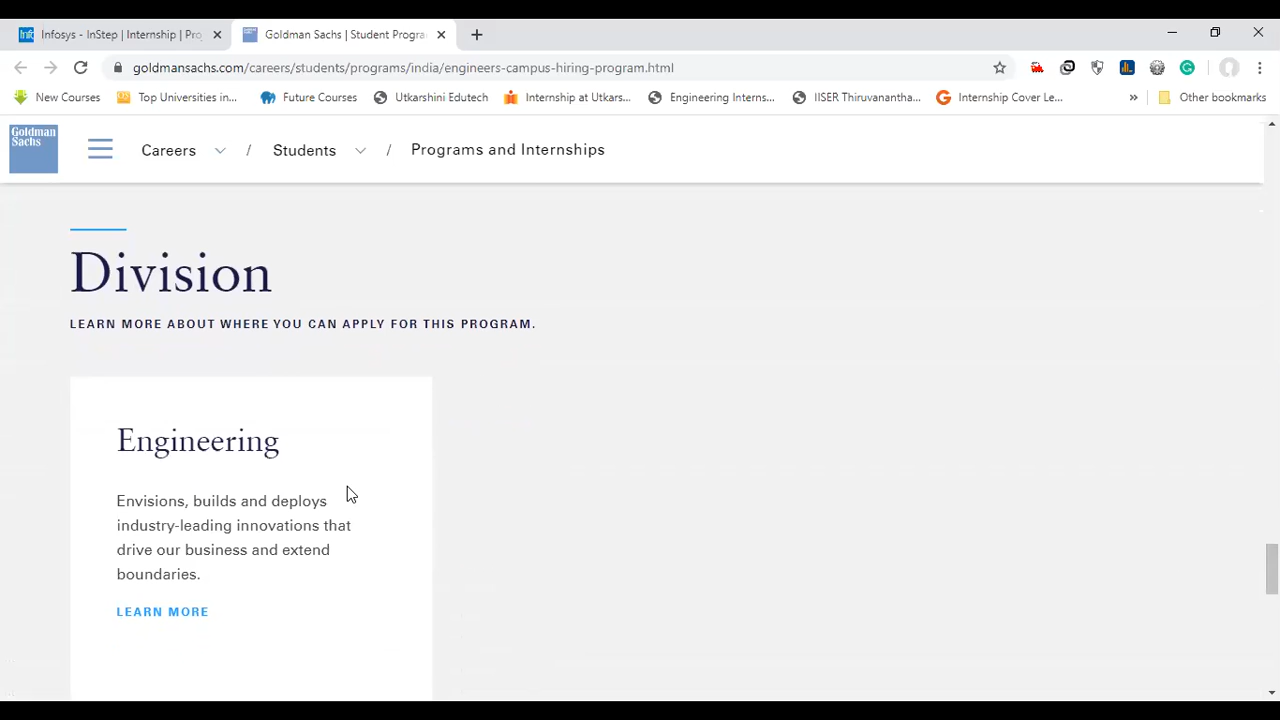 Infosys - InStep | Internship | Pro
Goldman Sachs | Student Progra
goldmansachs.com/careers/students/programs/india/engineers-campus-hiring-program.html
New Courses
Top Universities in...
Future Courses
Utkarshini Edutech
Internship at Utkars...
Engineering Interns...
IISER Thiruvanantha...
Internship Cover Le...
»
Other bookmarks
Goldman
Sachs
Careers / Students / Programs and Internships
Division
LEARN MORE ABOUT WHERE YOU CAN APPLY FOR THIS PROGRAM.
Engineering
Envisions, builds and deploys
industry-leading innovations that
drive our business and extend
boundaries.
LEARN MORE